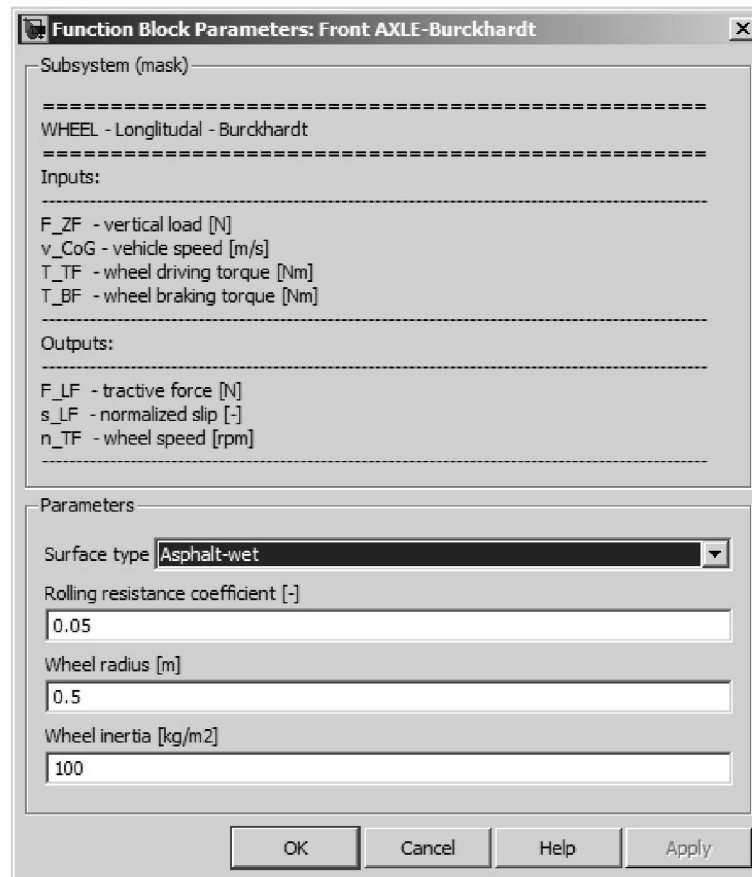 Function Block Parameters: Front AXLE-Burckhardt
Subsystem (mask)
==================================================
WHEEL - Longlitudal - Burckhardt
==================================================
Inputs:
--------------------------------------------------
F_ZF - vertical load [N]
v_CoG - vehicle speed [m/s]
T_TF - wheel driving torque [Nm]
T_BF - wheel braking torque [Nm]
--------------------------------------------------
Outputs:
--------------------------------------------------
F_LF - tractive force [N]
s_LF - normalized slip [-]
n_TF - wheel speed [rpm]
--------------------------------------------------
Parameters
Surface type Asphalt-wet
Rolling resistance coefficient [-]
0.05
Wheel radius [m]
0.5
Wheel inertia [kg/m2]
100
OK Cancel Help Apply